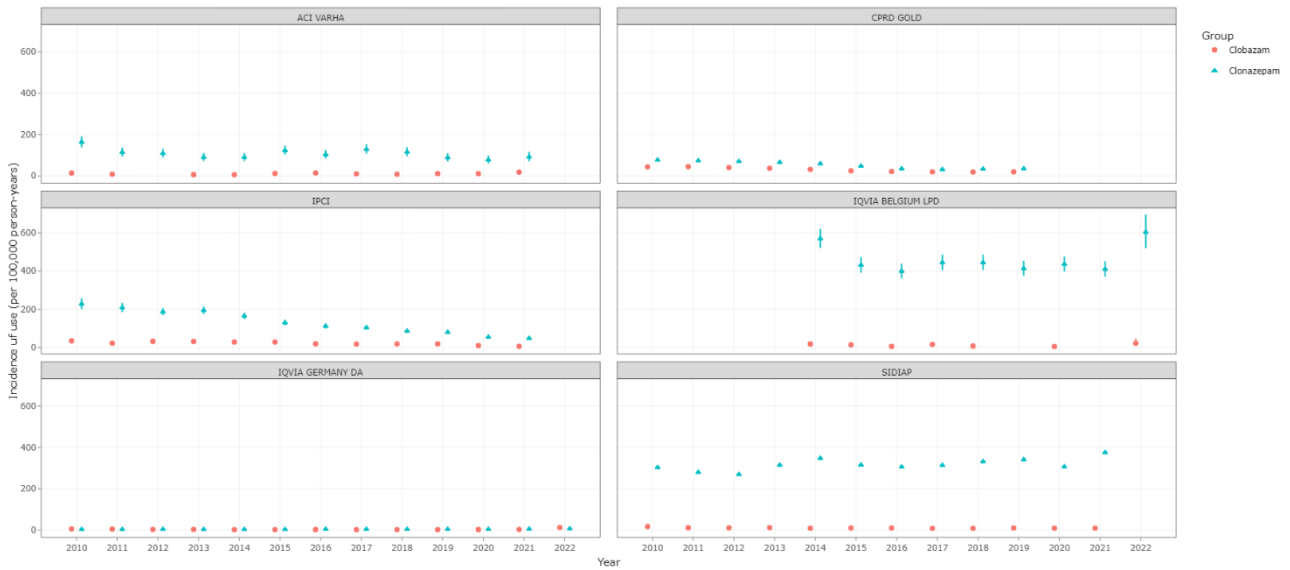 ACI VARHA
CPRD GOLD
Group
Clobazam
Clonazepam
600
400
200
0
IPCI
IQVIA BELGIUM LPD
600
400
200
0
Incidence of use (per 100,000 person-years)
IQVIA GERMANY DA
SIDIAP
600
400
200
0
2010 2011 2012 2013 2014 2015 2016 2017 2018 2019 2020 2021 2022
2010 2011 2012 2013 2014 2015 2016 2017 2018 2019 2020 2021 2022
Year